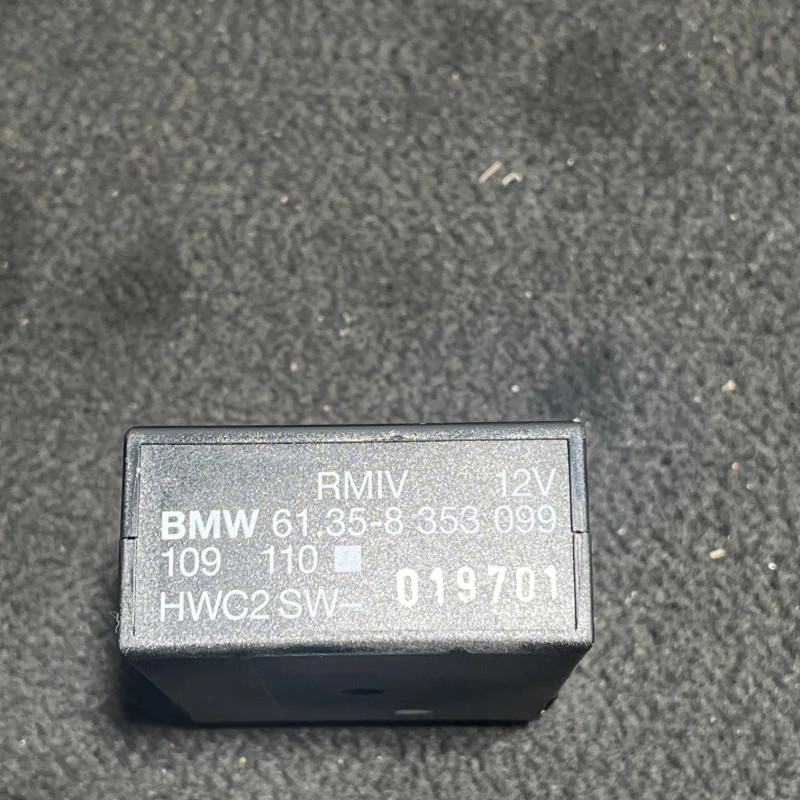 RMIV 12V
BMW 61.35-8 353 099
109 110
HWC2 SW- 019701